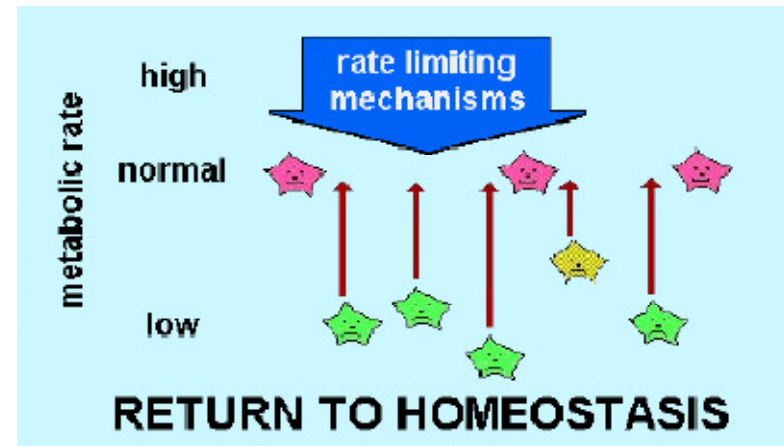 high
rate limiting
mechanisms
metabolic rate
normal
low
RETURN TO HOMEOSTASIS